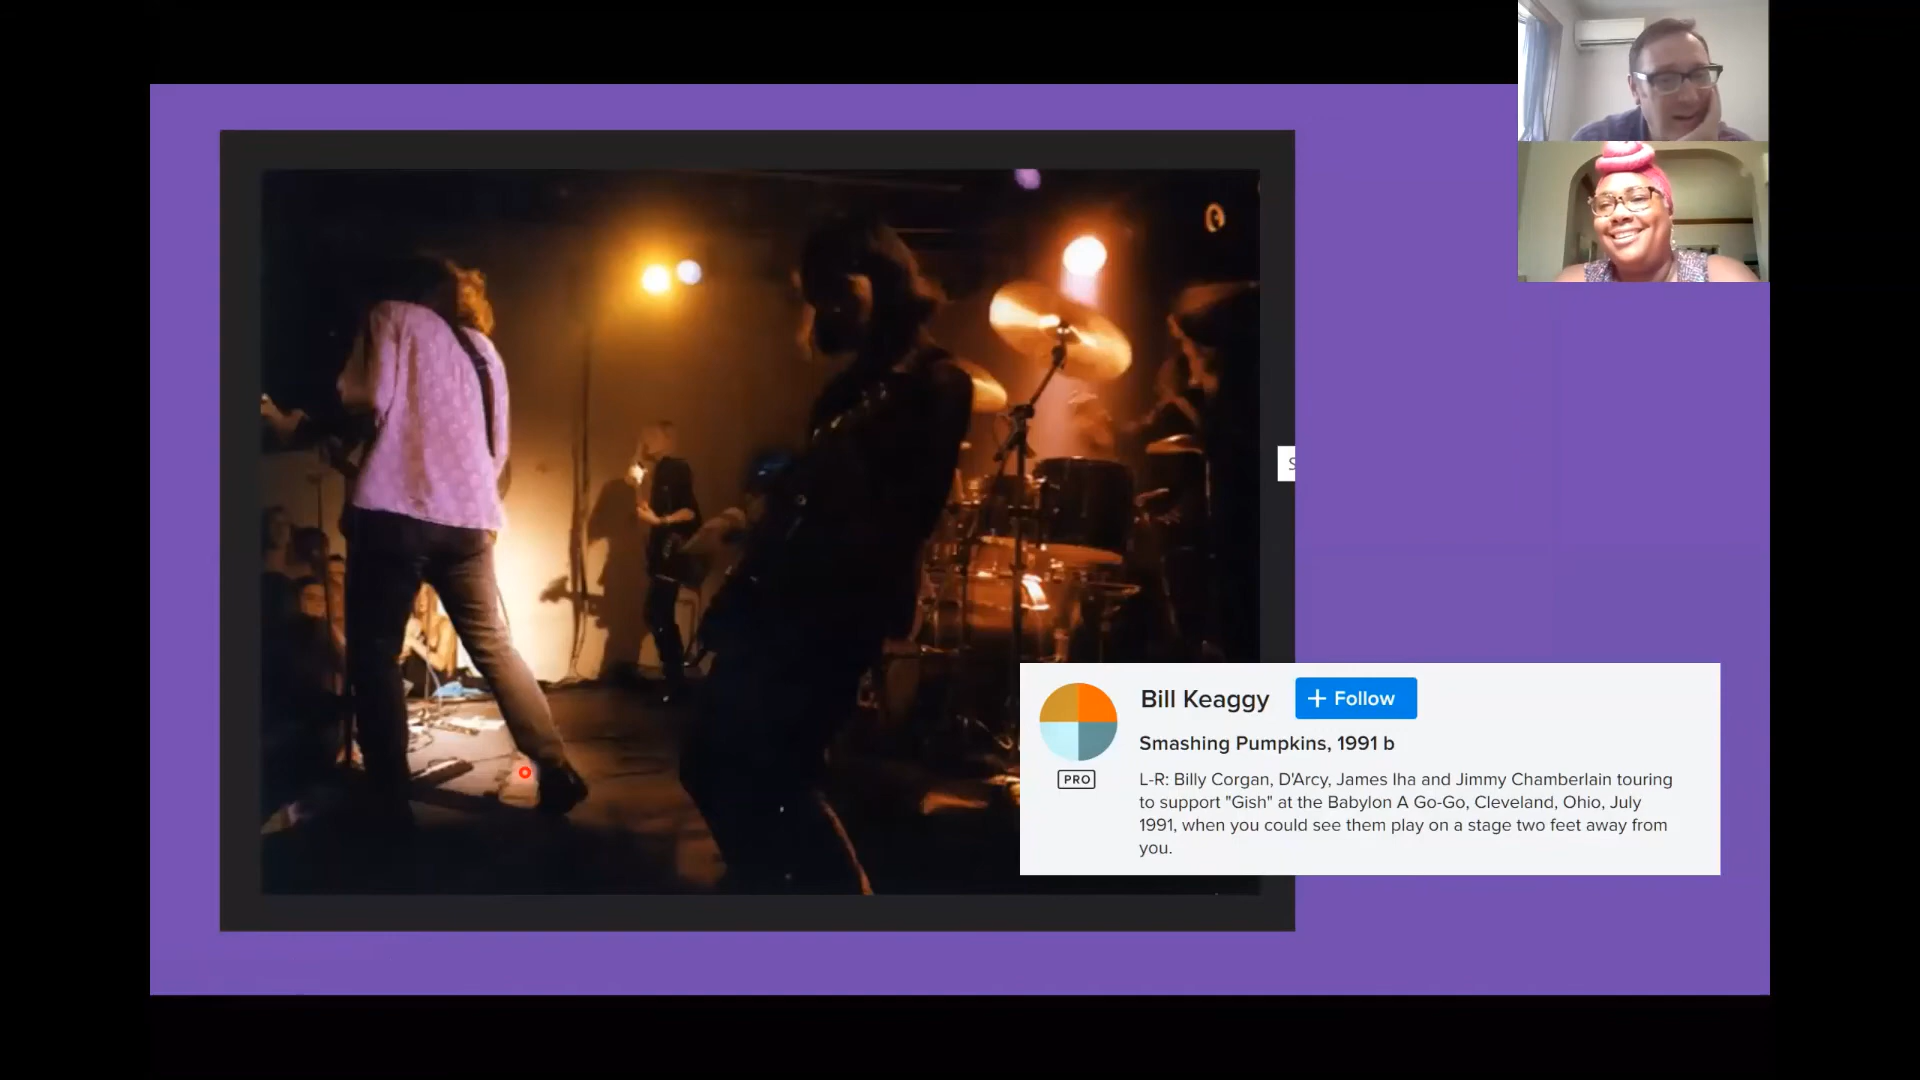 S
Bill Keaggy
+ Follow
Smashing Pumpkins, 1991 b
PRO
L-R: Billy Corgan, D'Arcy, James Iha and Jimmy Chamberlain touring
to support "Gish" at the Babylon A Go-Go, Cleveland, Ohio, July
1991, when you could see them play on a stage two feet away from
you.